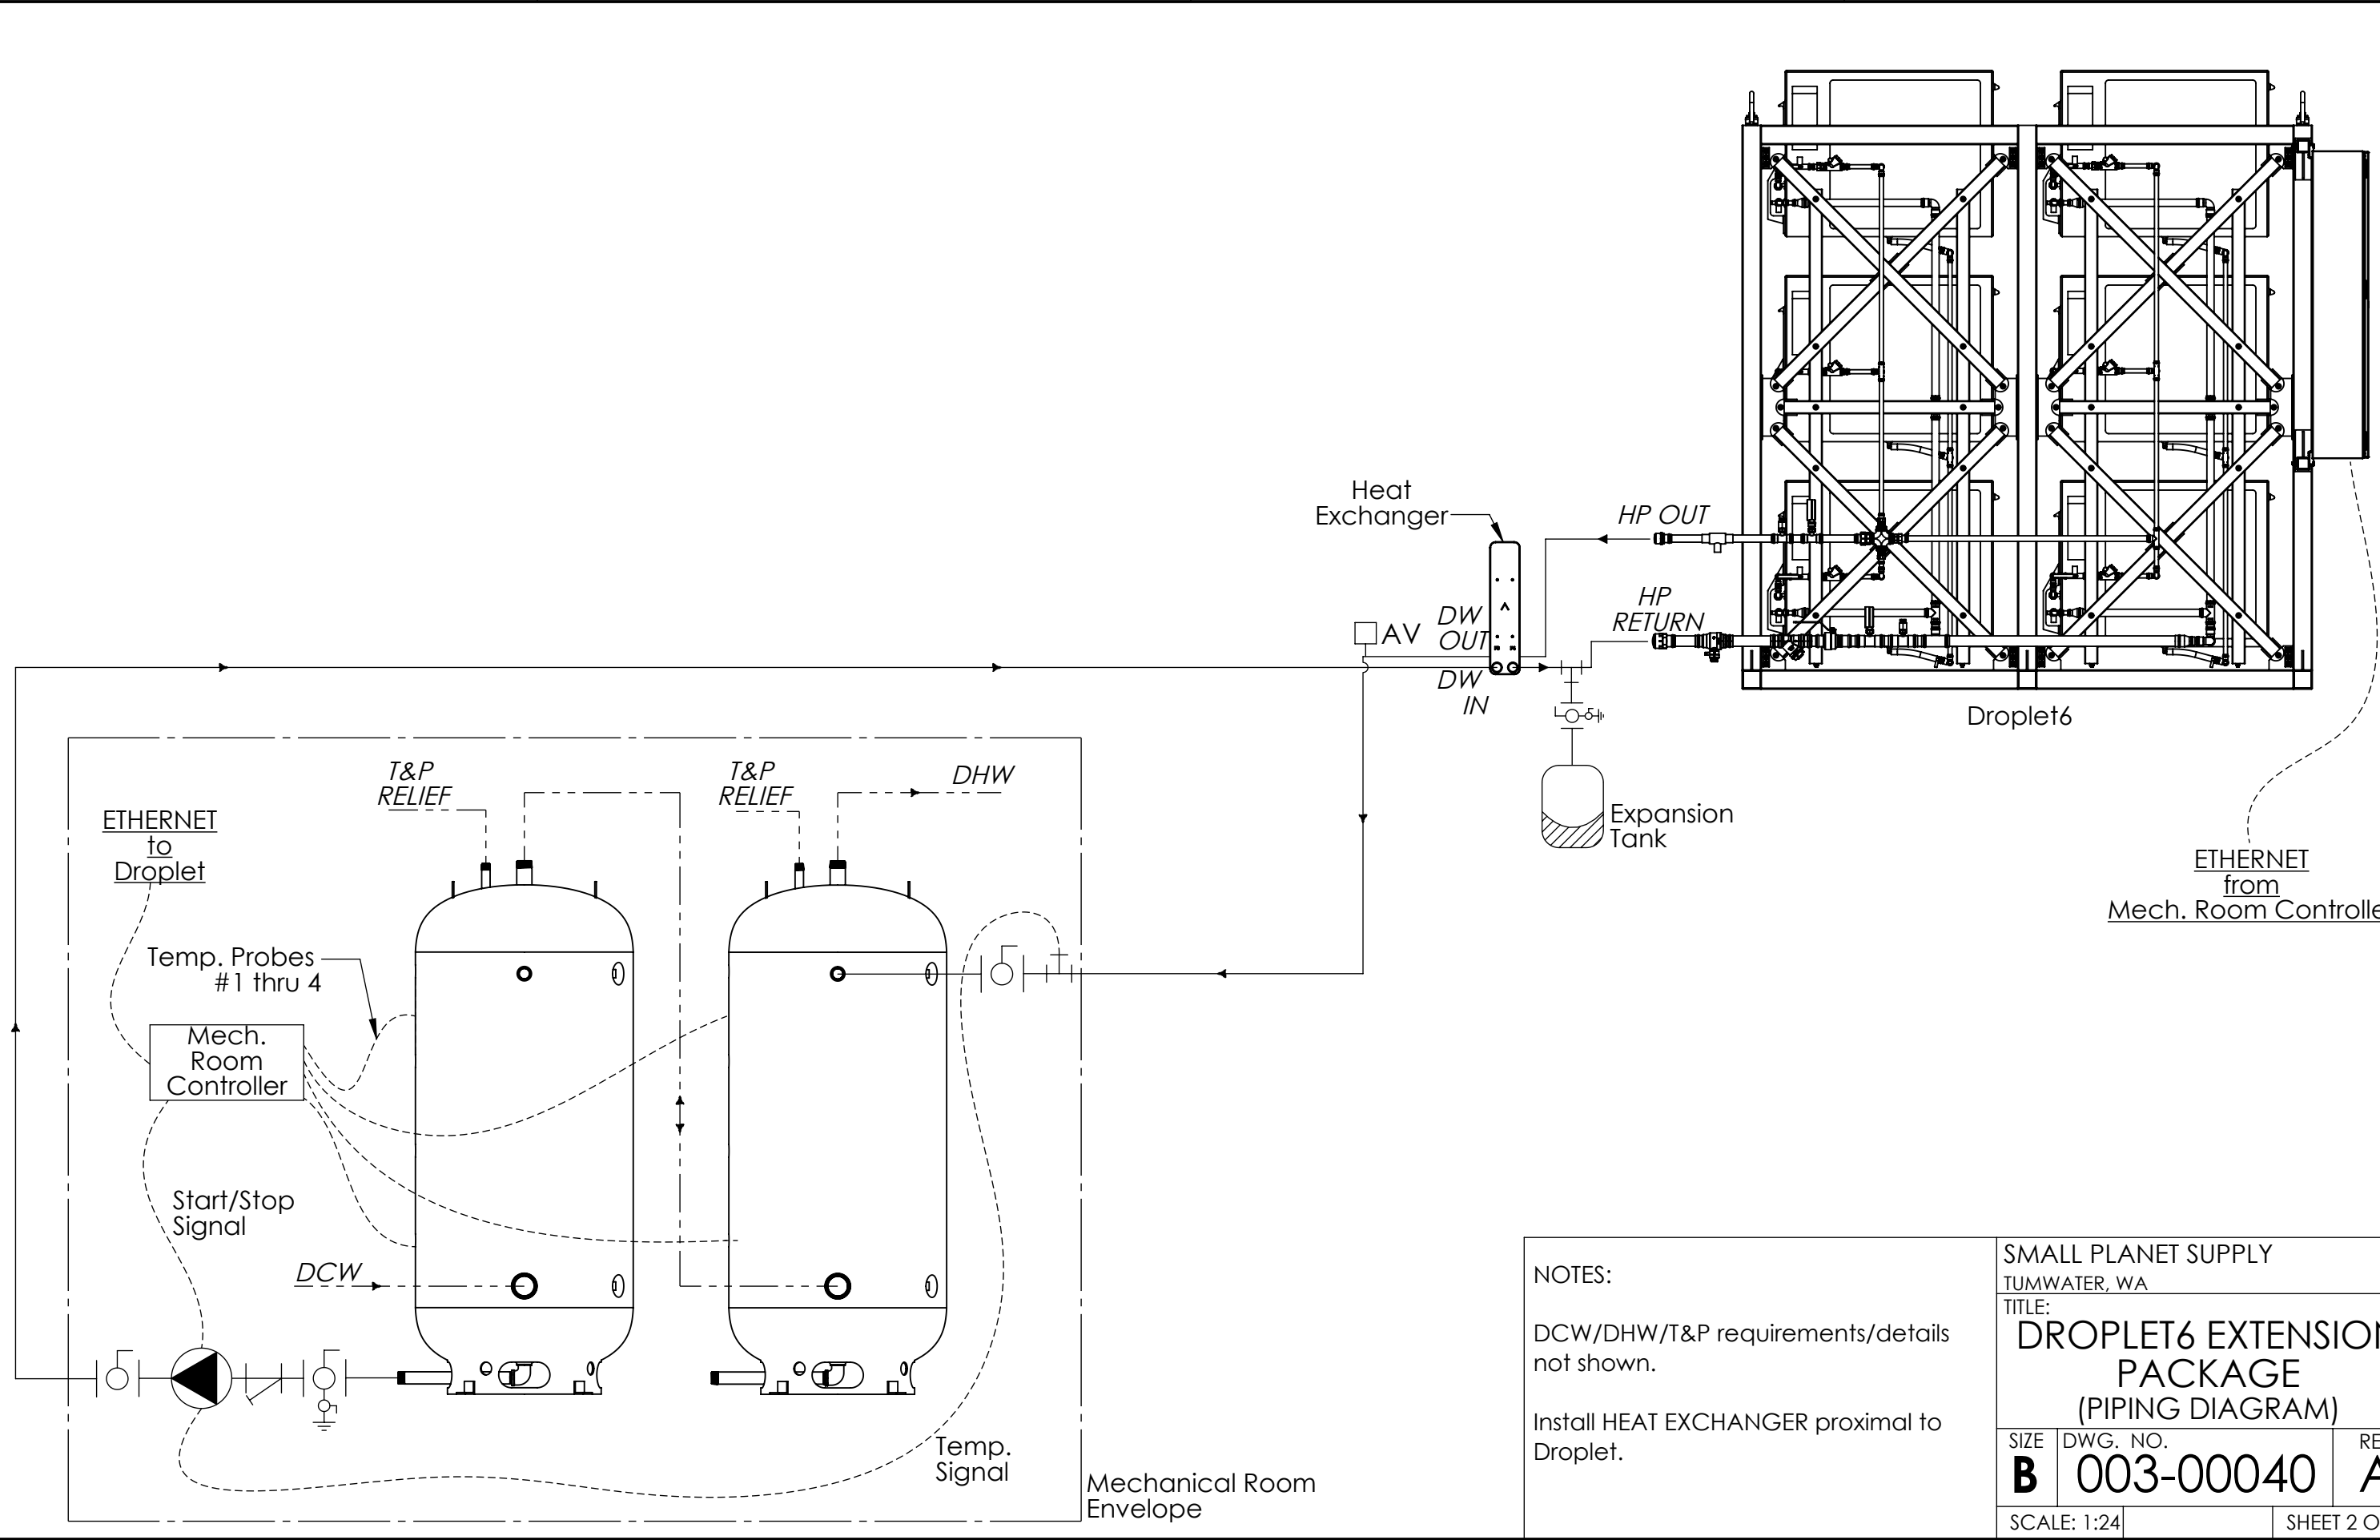 Heat
Exchanger
HP OUT
HP
RETURN
AV
DW
OUT
DW
IN
Droplet6
Expansion
Tank
ETHERNET
from
Mech. Room
T&P
RELIEF
T&P
RELIEF
DHW
ETHERNET
to
Droplet
Temp. Probes
#1 thru 4
Mech.
Room
Controller
Start/Stop
Signal
DCW
Temp.
Signal
Mechanical Room
Envelope
NOTES:
DCW/DHW/T&P requirements/details
not shown.
Install HEAT EXCHANGER proximal to
Droplet.
SMALL PLANET SUPPLY
TUMWATER, WA
TITLE:
DROPLET6
PACKAGE
(PIPING DIAGRAM)
SIZE
B
DWG. NO.
003-00040
SCALE: 1:24
SHEET 2